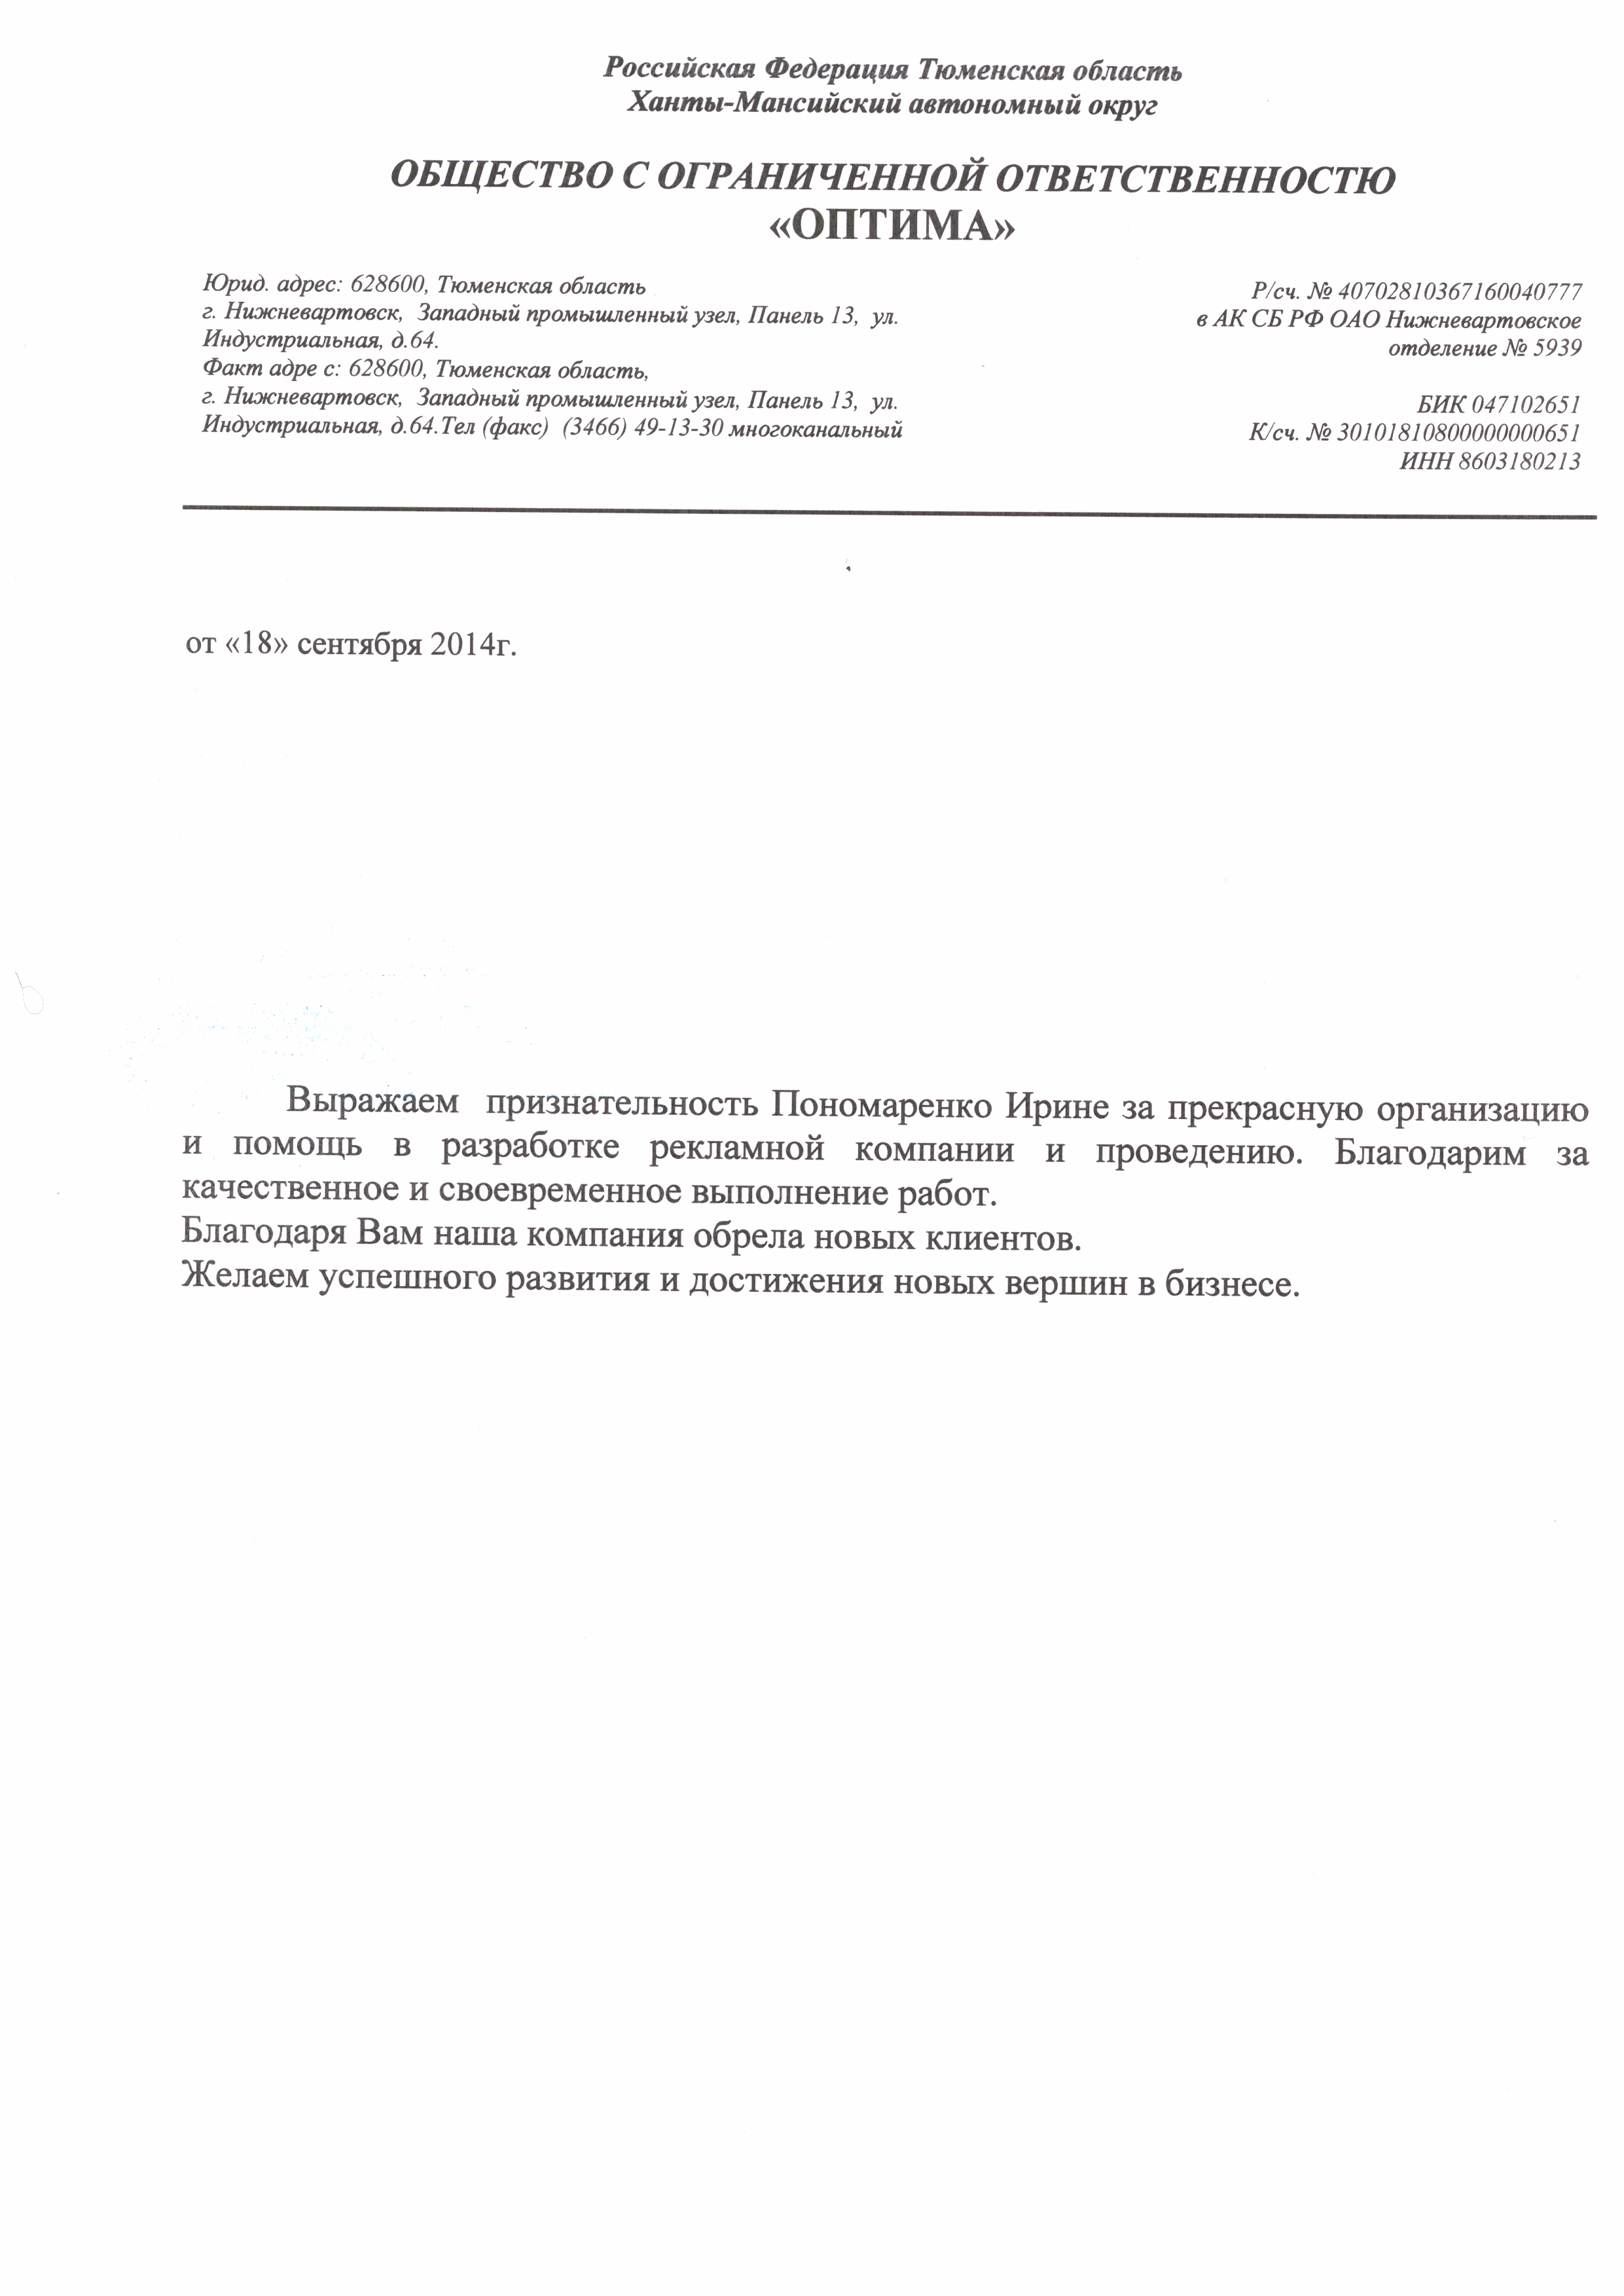 Российская Федерация Тюменская область
Ханты-Мансийский автономный округ
ОБЩЕСТВО С ОГРАНИЧЕННОЙ ОТВЕТСТВЕННОСТЮ
«ОПТИМА»
Юрид. адрес: 628600, Тюменская область
г. Нижневартовск, Западный промышленный узел, Панель 13, ул.
Индустриальная, д.64.
Факт адре с: 628600, Тюменская область,
г. Нижневартовск, Западный промышленный узел, Панель 13, ул.
Индустриальная, д.64.Тел (факс) (3466) 49-13-30 многоканальный
Р/сч. № 40702810367160040777
в АК СБ РФ ОАО Нижневартовское
отделение № 5939
БИК 047102651
К/сч. № 30101810800000000651
ИНН 8603180213
от «18» сентября 2014г.
Выражаем признательность Пономаренко Ирине за прекрасную организацию
и помощь в разработке рекламной компании и проведению. Благодарим за
качественное и своевременное выполнение работ.
Благодаря Вам наша компания обрела новых клиентов.
Желаем успешного развития и достижения новых вершин в бизнесе.